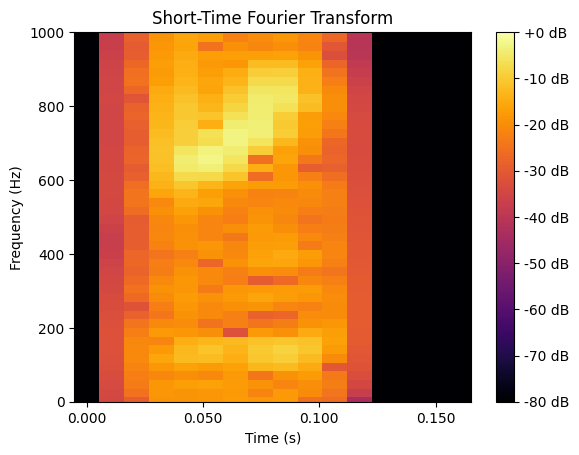 Short-Time Fourier Transform
1000
800
600
400
200
0
Frequency (Hz)
0.000
0.050
0.100
0.150
Time (s)
+0 dB
-10 dB
-20 dB
-30 dB
-40 dB
-50 dB
-60 dB
-70 dB
-80 dB